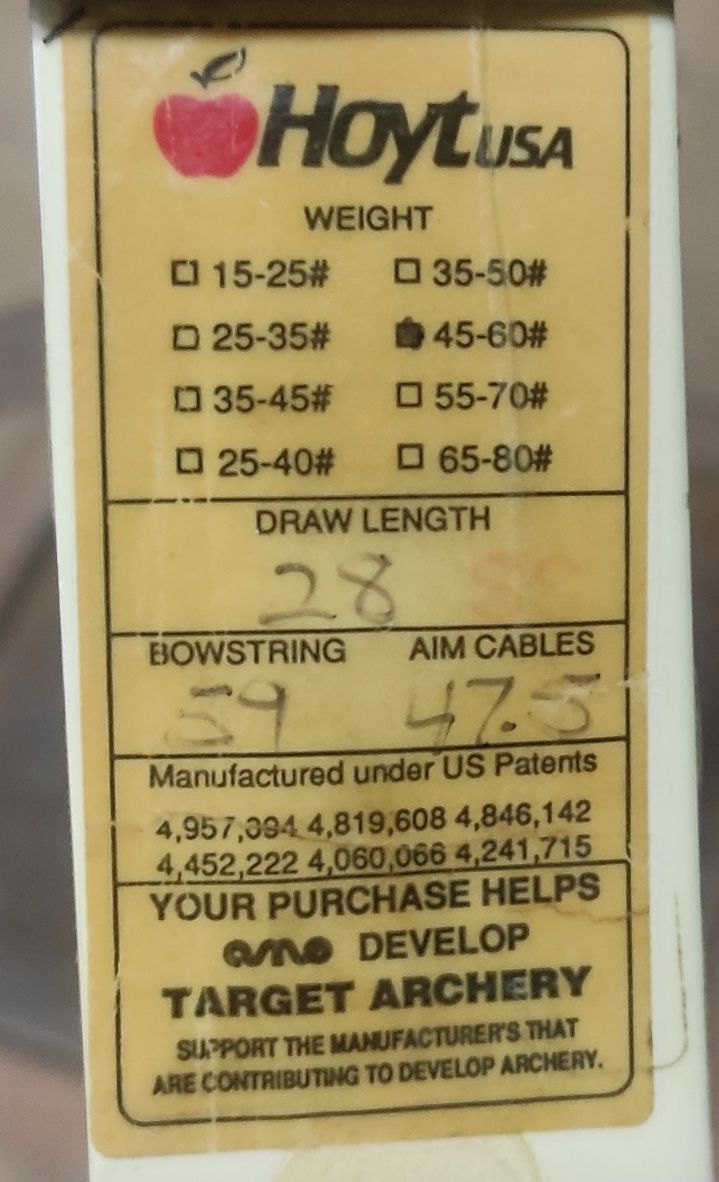 Hoyt USA
WEIGHT
15-25# 35-50#
25-35# 45-60#
35-45# 55-70#
25-40# 65-80#
DRAW LENGTH
28
BOWSTRING AIM CABLES
59 47.5
Manufactured under US Patents
4,957,094 4,819,608 4,846,142
4,452,222 4,060,066 4,241,715
YOUR PURCHASE HELPS
DEVELOP
TARGET ARCHERY
SUPPORT THE MANUFACTURER'S THAT
ARE CONTRIBUTING TO DEVELOP ARCHERY.